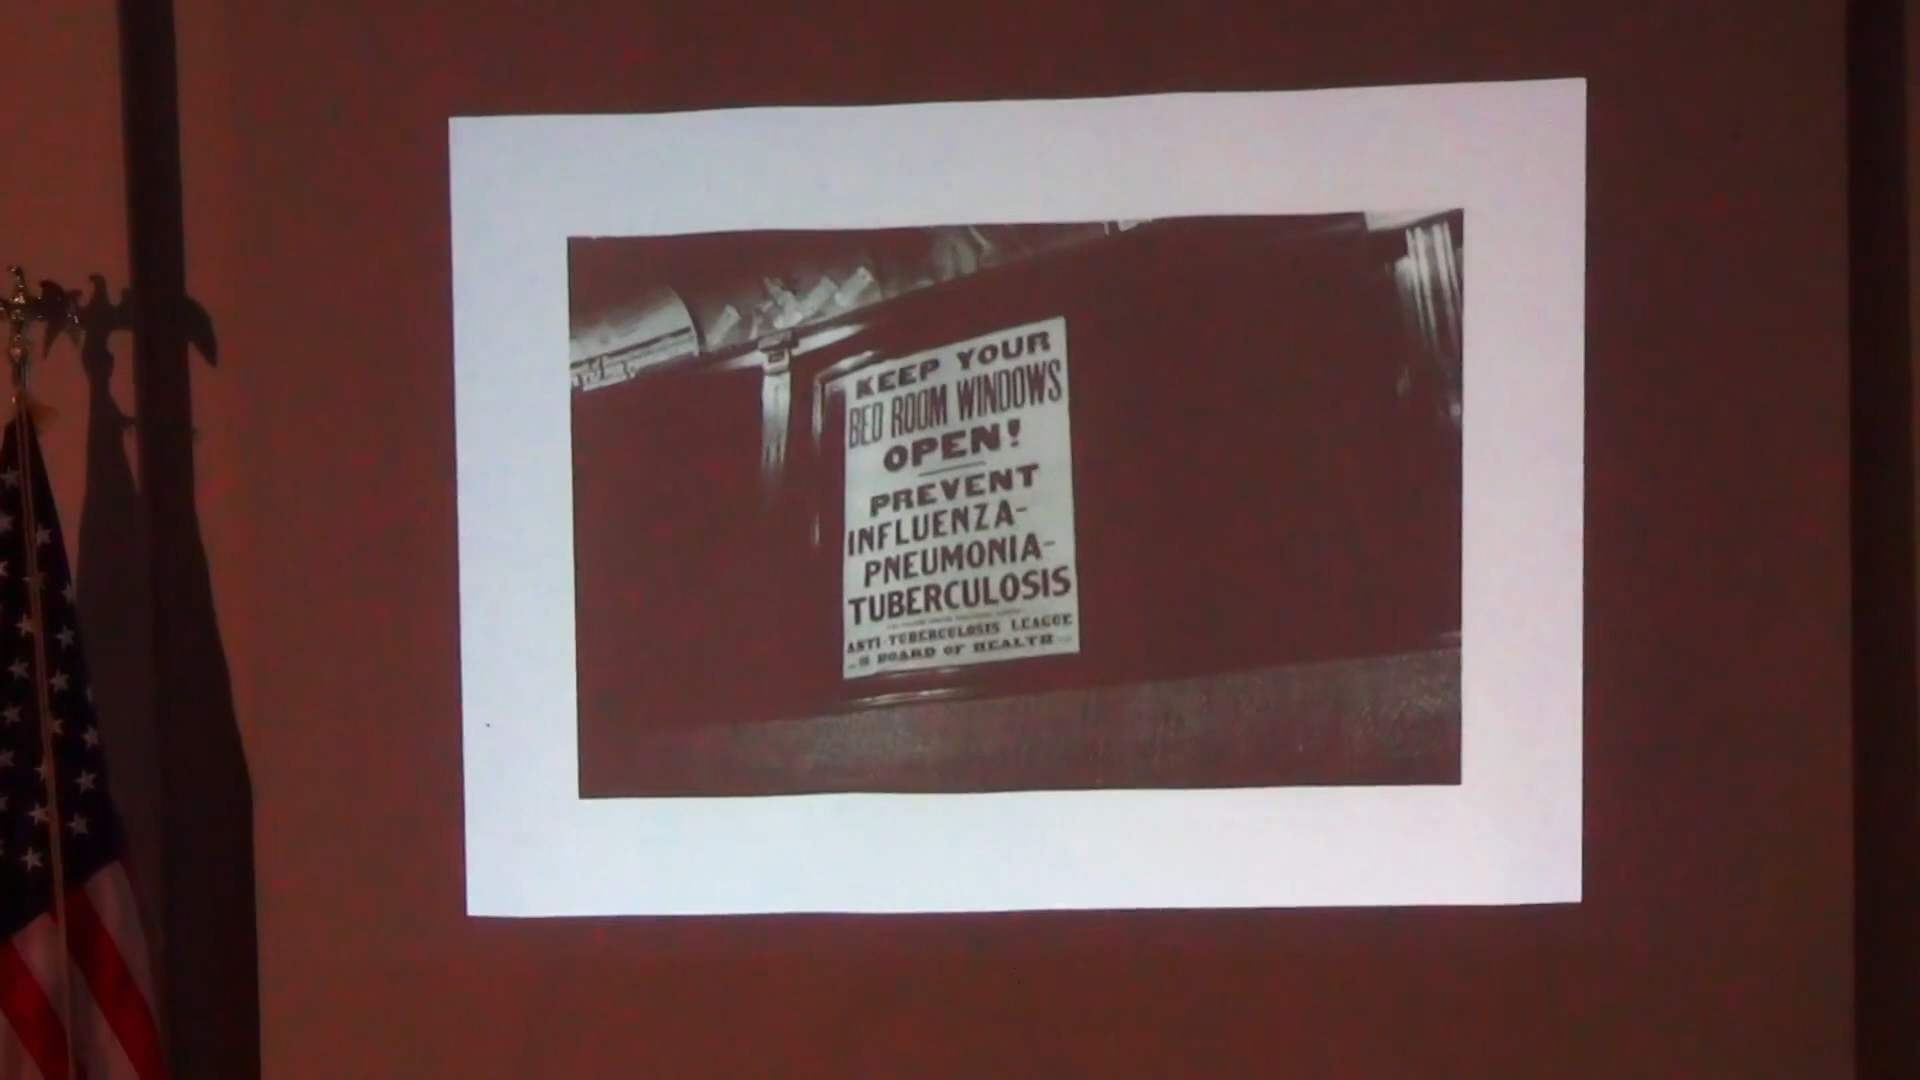 KEEP YOUR
BED ROOM WINDOWS
OPEN!
PREVENT
INFLUENZA-
PNEUMONIA-
TUBERCULOSIS
ANTI-TUBERCULOSIS LEAGUE
BOARD OF HEALTH